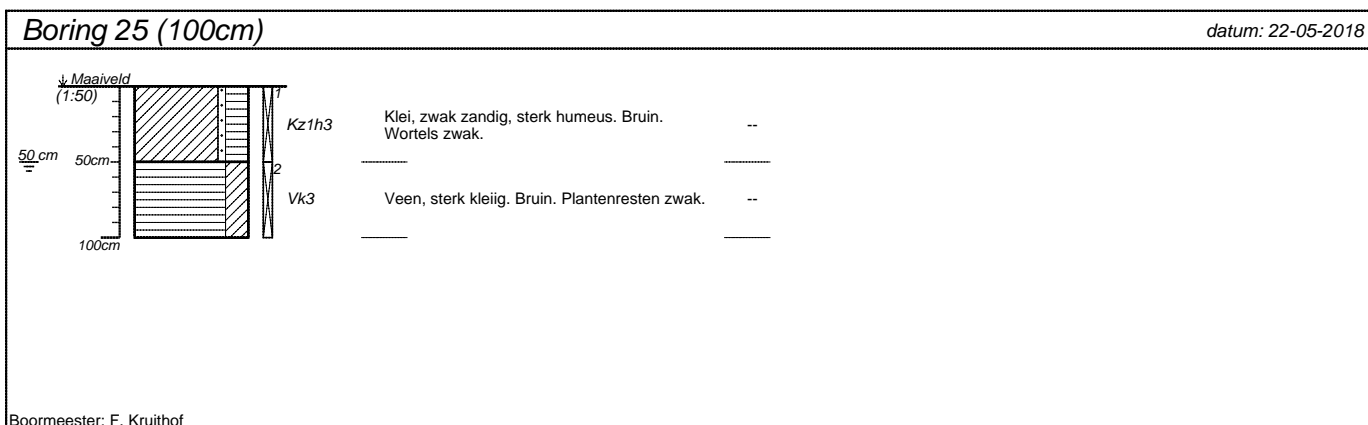 Boring 25 (100cm)
datum: 22-05-2018
Maaiveld
(1:50)
1
Kz1h3
Klei, zwak zandig, sterk humeus. Bruin.
Wortels zwak.
--
50 cm
50cm
2
Vk3
Veen, sterk kleiig. Bruin. Plantenresten zwak.
--
100cm
Boormeester: F. Kruithof